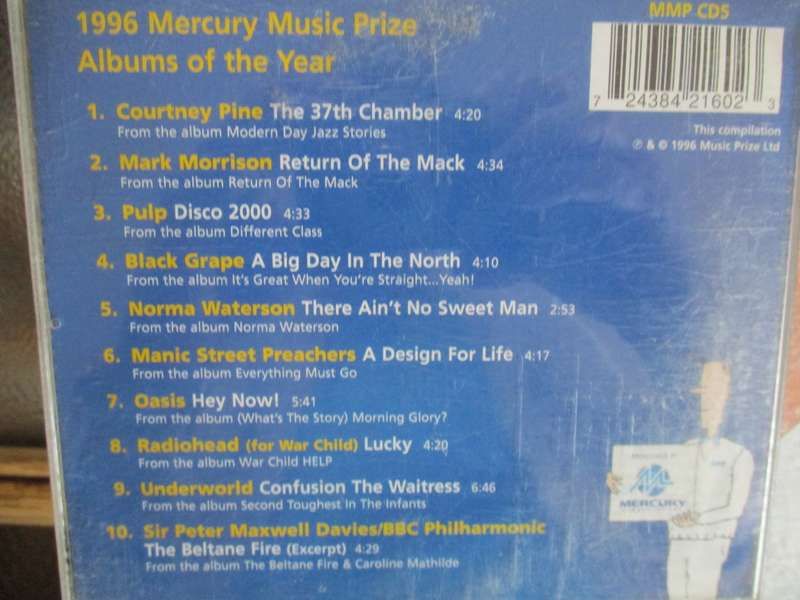 1996 Mercury Music Prize
Albums of the Year
MMP CD5
7 24384 21602 3
This compilation
℗ & © 1996 Music Prize Ltd
1. Courtney Pine The 37th Chamber 4:20
From the album Modern Day Jazz Stories
2. Mark Morrison Return Of The Mack 4:34
From the album Return Of The Mack
3. Pulp Disco 2000 4:33
From the album Different Class
4. Black Grape A Big Day In The North 4:10
From the album It's Great When You're Straight...Yeah!
5. Norma Waterson There Ain't No Sweet Man 2:53
From the album Norma Waterson
6. Manic Street Preachers A Design For Life 4:17
From the album Everything Must Go
7. Oasis Hey Now! 5:41
From the album (What's The Story) Morning Glory?
8. Radiohead (for War Child) Lucky 4:20
From the album War Child HELP
9. Underworld Confusion The Waitress 6:46
From the album Second Toughest In The Infants
10. Sir Peter Maxwell Davies/BBC Philharmonic
The Beltane Fire (Excerpt) 4:29
From the album The Beltane Fire & Caroline Mathilde
MERCURY